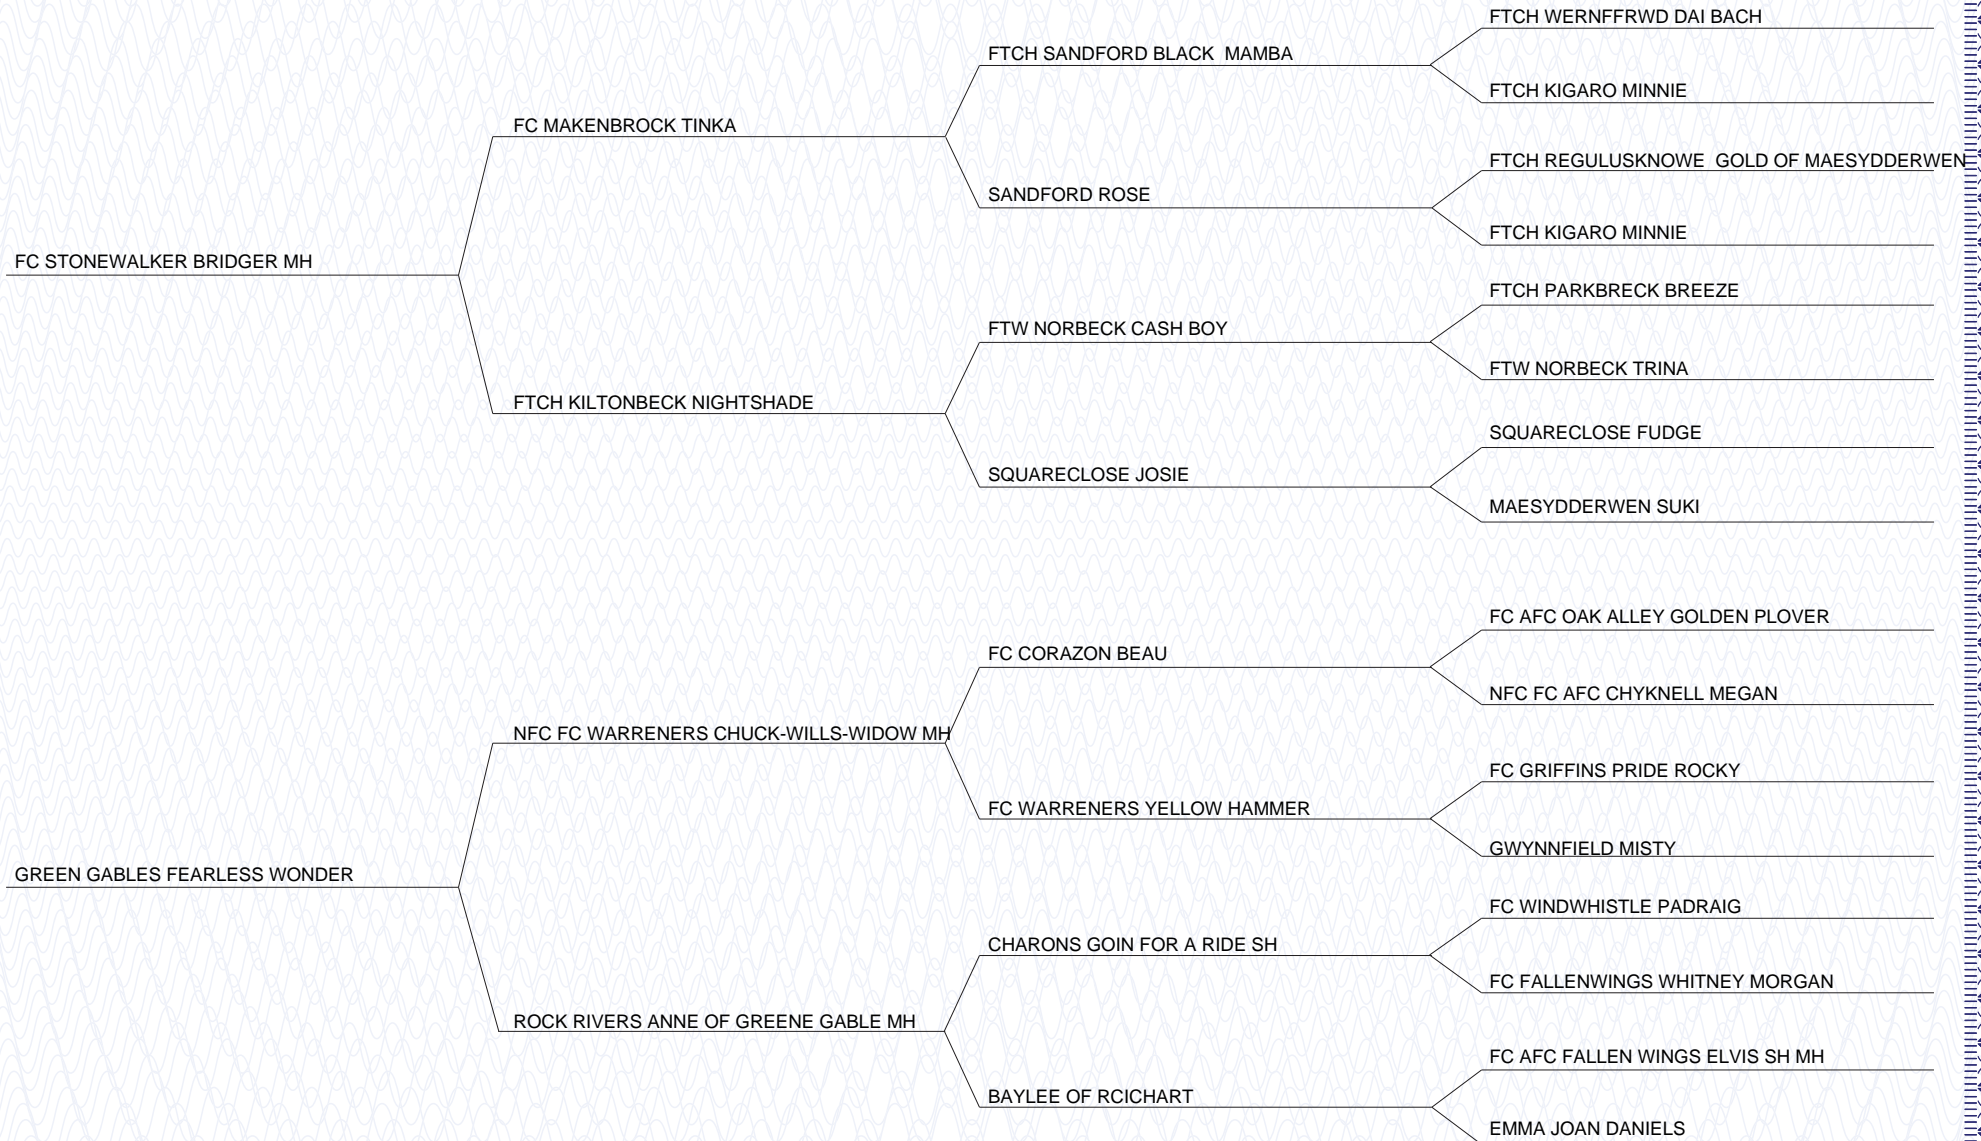 FTCH WERNFFRWD DAI BACH
FTCH SANDFORD BLACK  MAMBA
FTCH KIGARO MINNIE
FC MAKENBROCK TINKA
FTCH REGULUSKNOWE  GOLD OF MAESYDDERWEN
SANDFORD ROSE
FTCH KIGARO MINNIE
FC STONEWALKER BRIDGER MH
FTCH PARKBRECK BREEZE
FTW NORBECK CASH BOY
FTW NORBECK TRINA
FTCH KILTONBECK NIGHTSHADE
SQUARECLOSE FUDGE
SQUARECLOSE JOSIE
MAESYDDERWEN SUKI
FC AFC OAK ALLEY GOLDEN PLOVER
FC CORAZON BEAU
NFC FC AFC CHYKNELL MEGAN
NFC FC WARRENERS CHUCK-WILLS-WIDOW MH
FC GRIFFINS PRIDE ROCKY
FC WARRENERS YELLOW HAMMER
GWYNNFIELD MISTY
GREEN GABLES FEARLESS WONDER
FC WINDWHISTLE PADRAIG
CHARONS GOIN FOR A RIDE SH
FC FALLENWINGS WHITNEY MORGAN
ROCK RIVERS ANNE OF GREENE GABLE MH
FC AFC FALLEN WINGS ELVIS SH MH
BAYLEE OF RCICHART
EMMA JOAN DANIELS